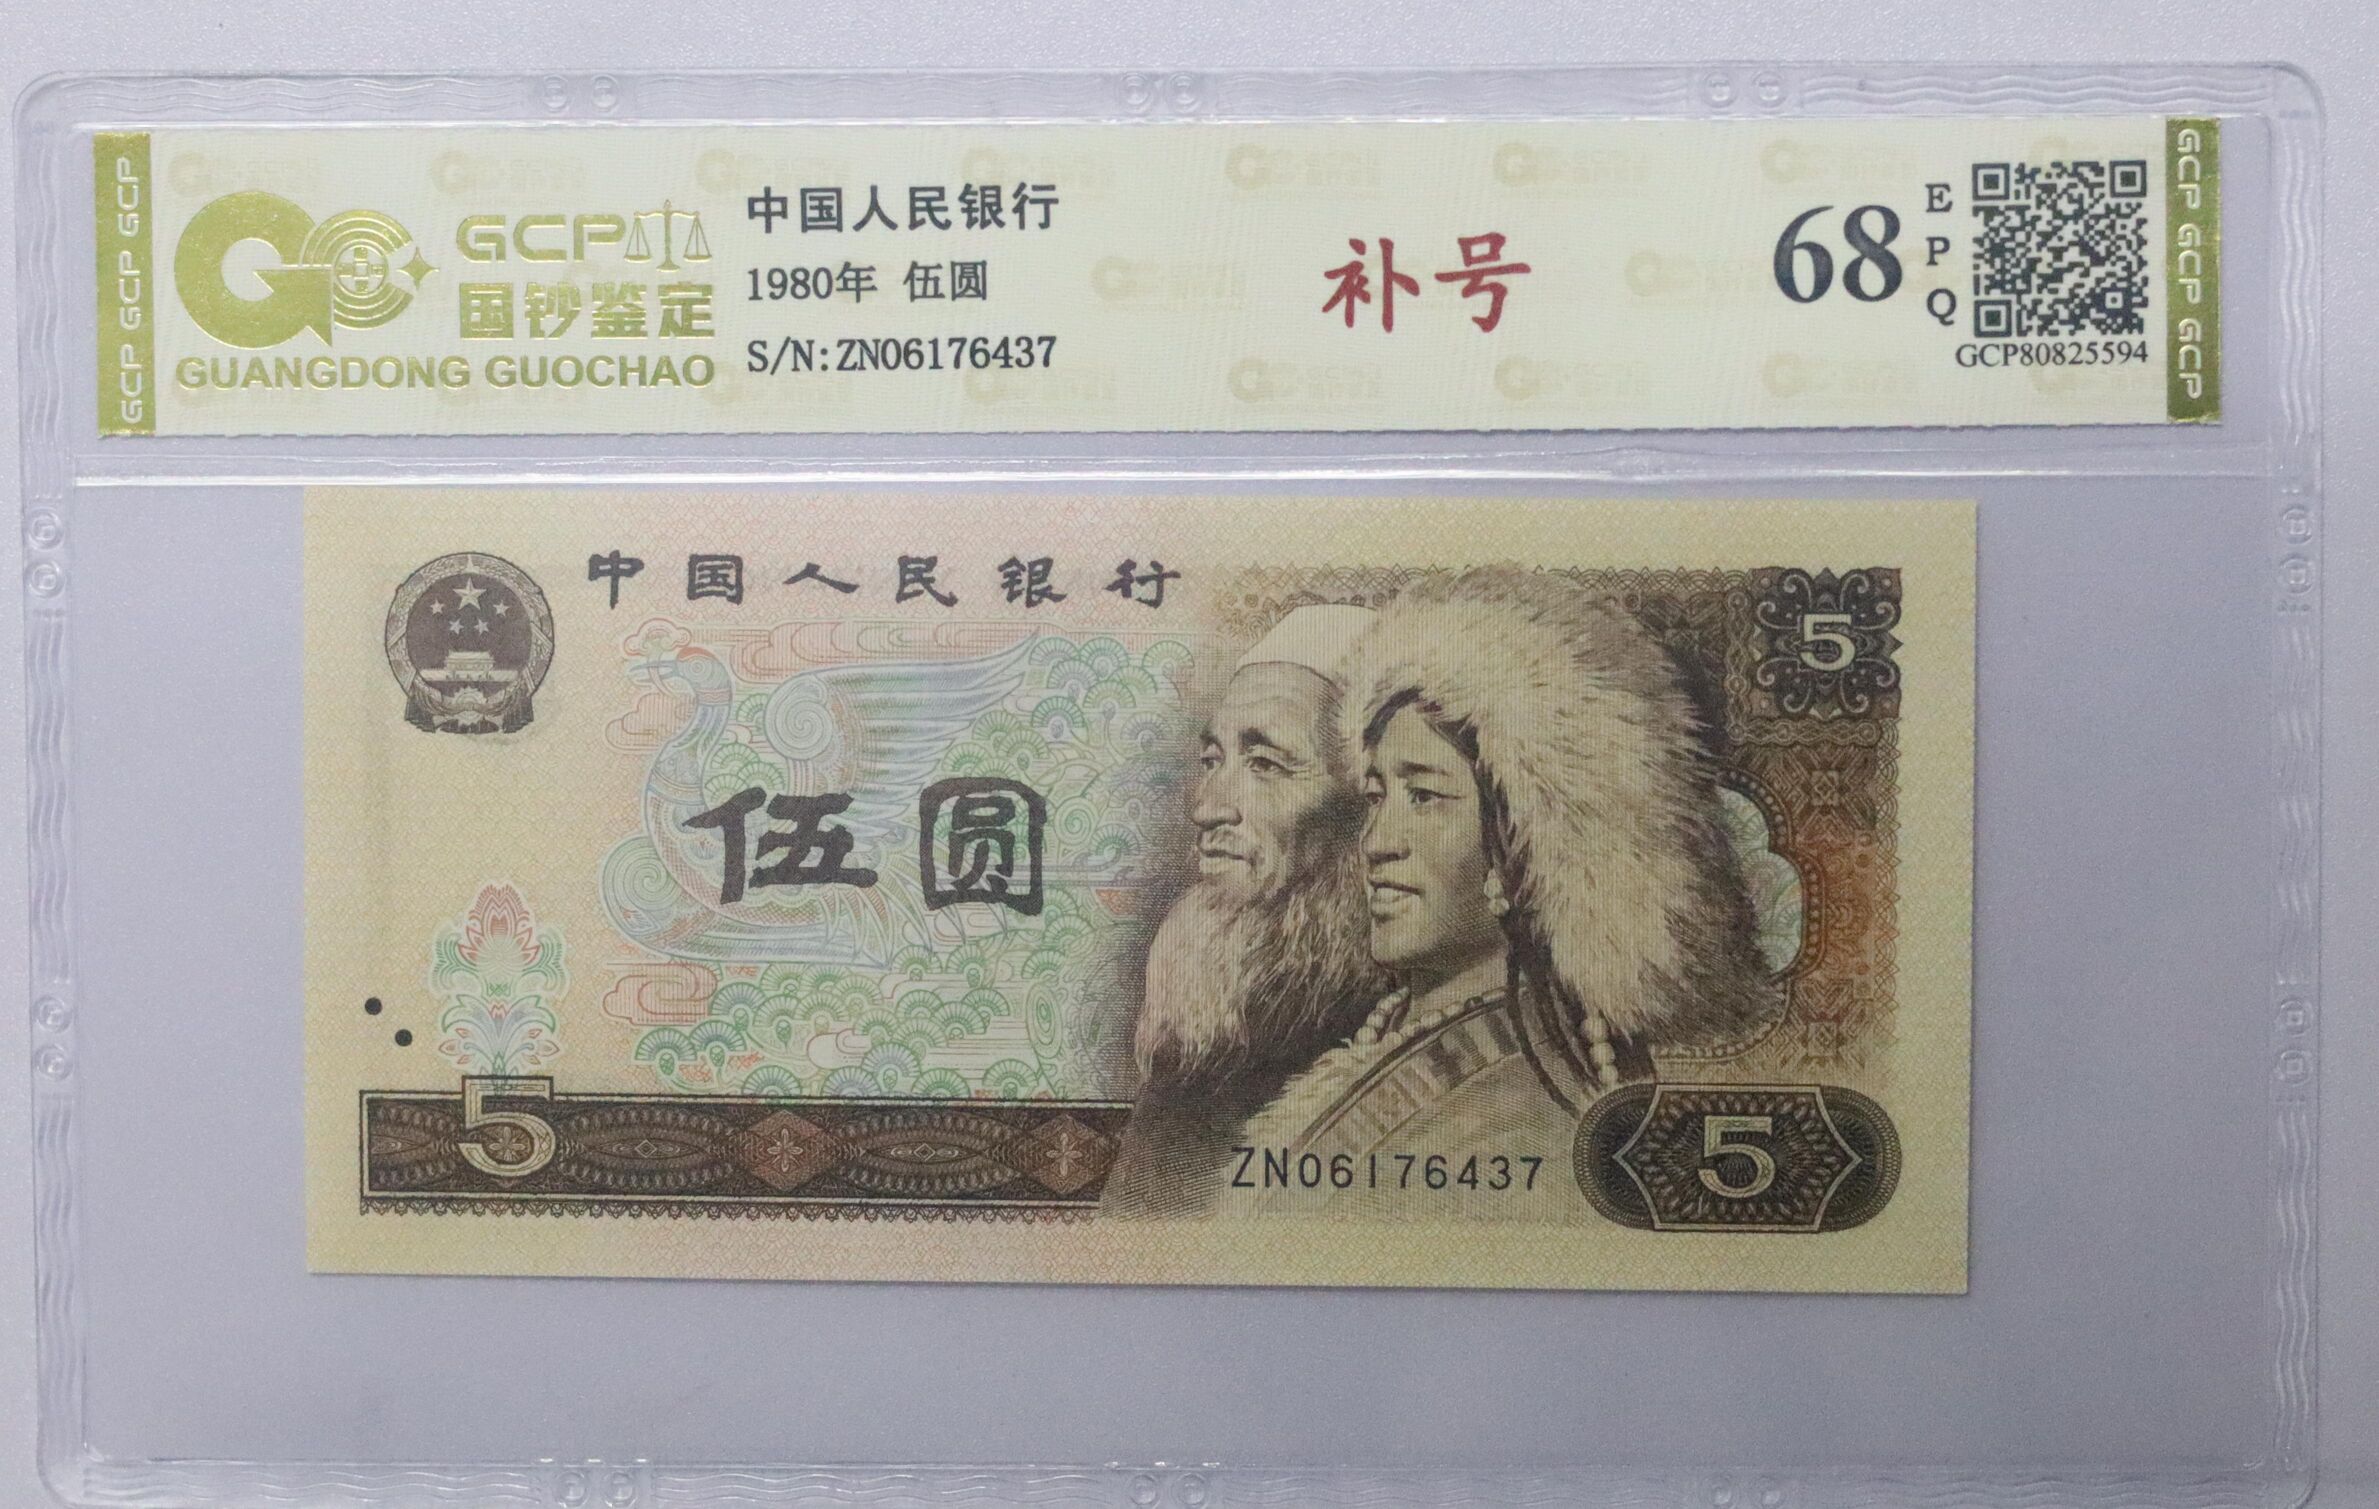 GCP GCP GCP
GCP
国钞鉴定
GUANGDONG GUOCHAO
中国人民银行
1980年 伍圆
S/N:ZN06176437
补号
68
EPQ
GCP80825594
GCP GCP GCP GCP
中国人民银行
5
伍圆
5
ZN06176437
5